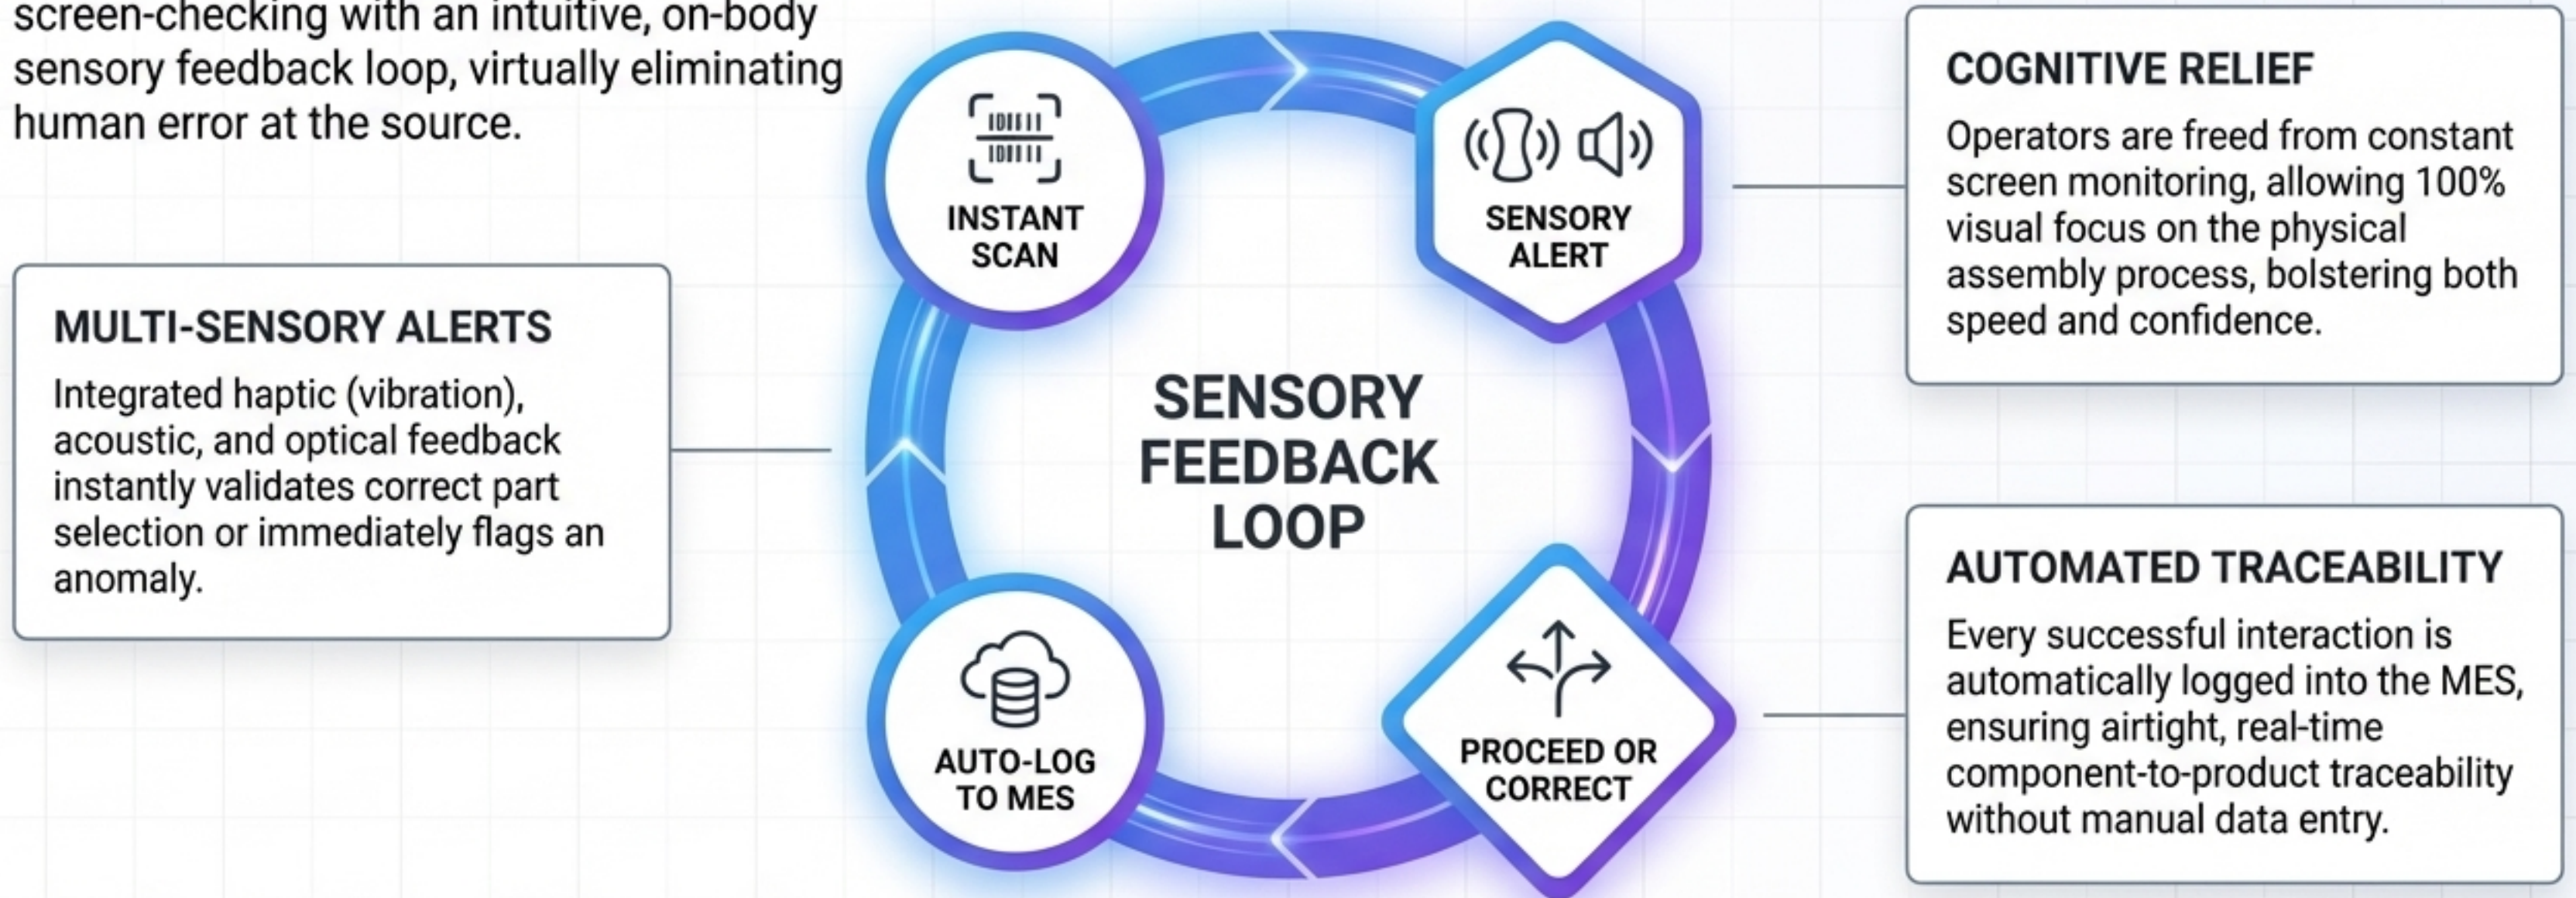 screen-checking with an intuitive, on-body
sensory feedback loop, virtually eliminating
human error at the source.
MULTI-SENSORY ALERTS
Integrated haptic (vibration),
acoustic, and optical feedback
instantly validates correct part
selection or immediately flags an
anomaly.
INSTANT
SCAN
SENSORY
ALERT
SENSORY
FEEDBACK
LOOP
AUTO-LOG
TO MES
PROCEED OR
CORRECT
COGNITIVE RELIEF
Operators are freed from constant
screen monitoring, allowing 100%
visual focus on the physical
assembly process, bolstering both
speed and confidence.
AUTOMATED TRACEABILITY
Every successful interaction is
automatically logged into the MES,
ensuring airtight, real-time
component-to-product traceability
without manual data entry.